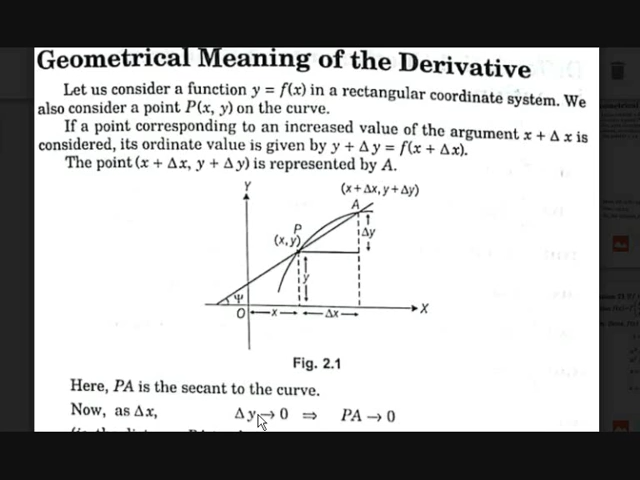 Geometrical Meaning of the Derivative
Let us consider a function y = f(x) in a rectangular coordinate system. We
also consider a point P(x, y) on the curve.
If a point corresponding to an increased value of the argument x + Δ x is
considered, its ordinate value is given by y + Δ y = f(x + Δx).
The point (x + Δx, y + Δy) is represented by A.
Y
(x + Δx, y + Δy)
A
P
(x, y)
Δy
y
Ψ
O
x
Δx
X
Fig. 2.1
Here, PA is the secant to the curve.
Now, as Δx, Δy → 0 ⇒ PA → 0